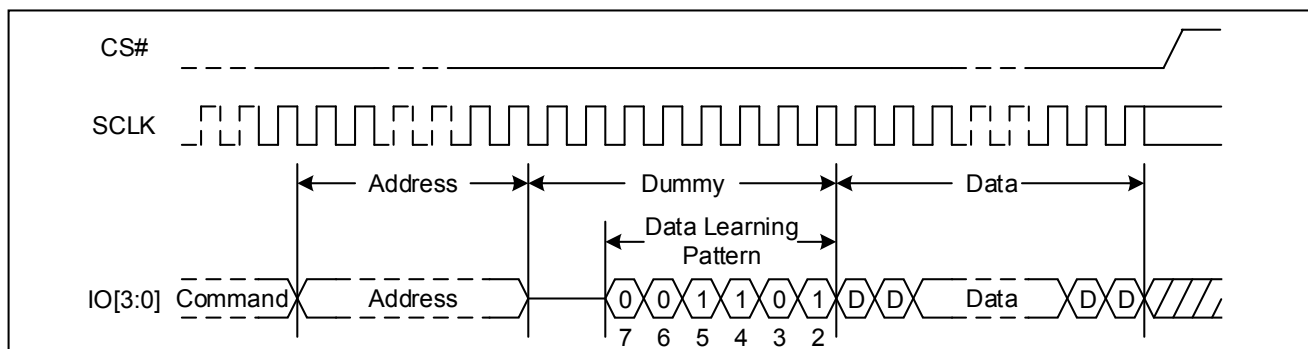 CS#
SCLK
Address Dummy Data
Data Learning
Pattern
IO[3:0] Command Address 0 0 1 1 0 1 D D Data D D
7 6 5 4 3 2